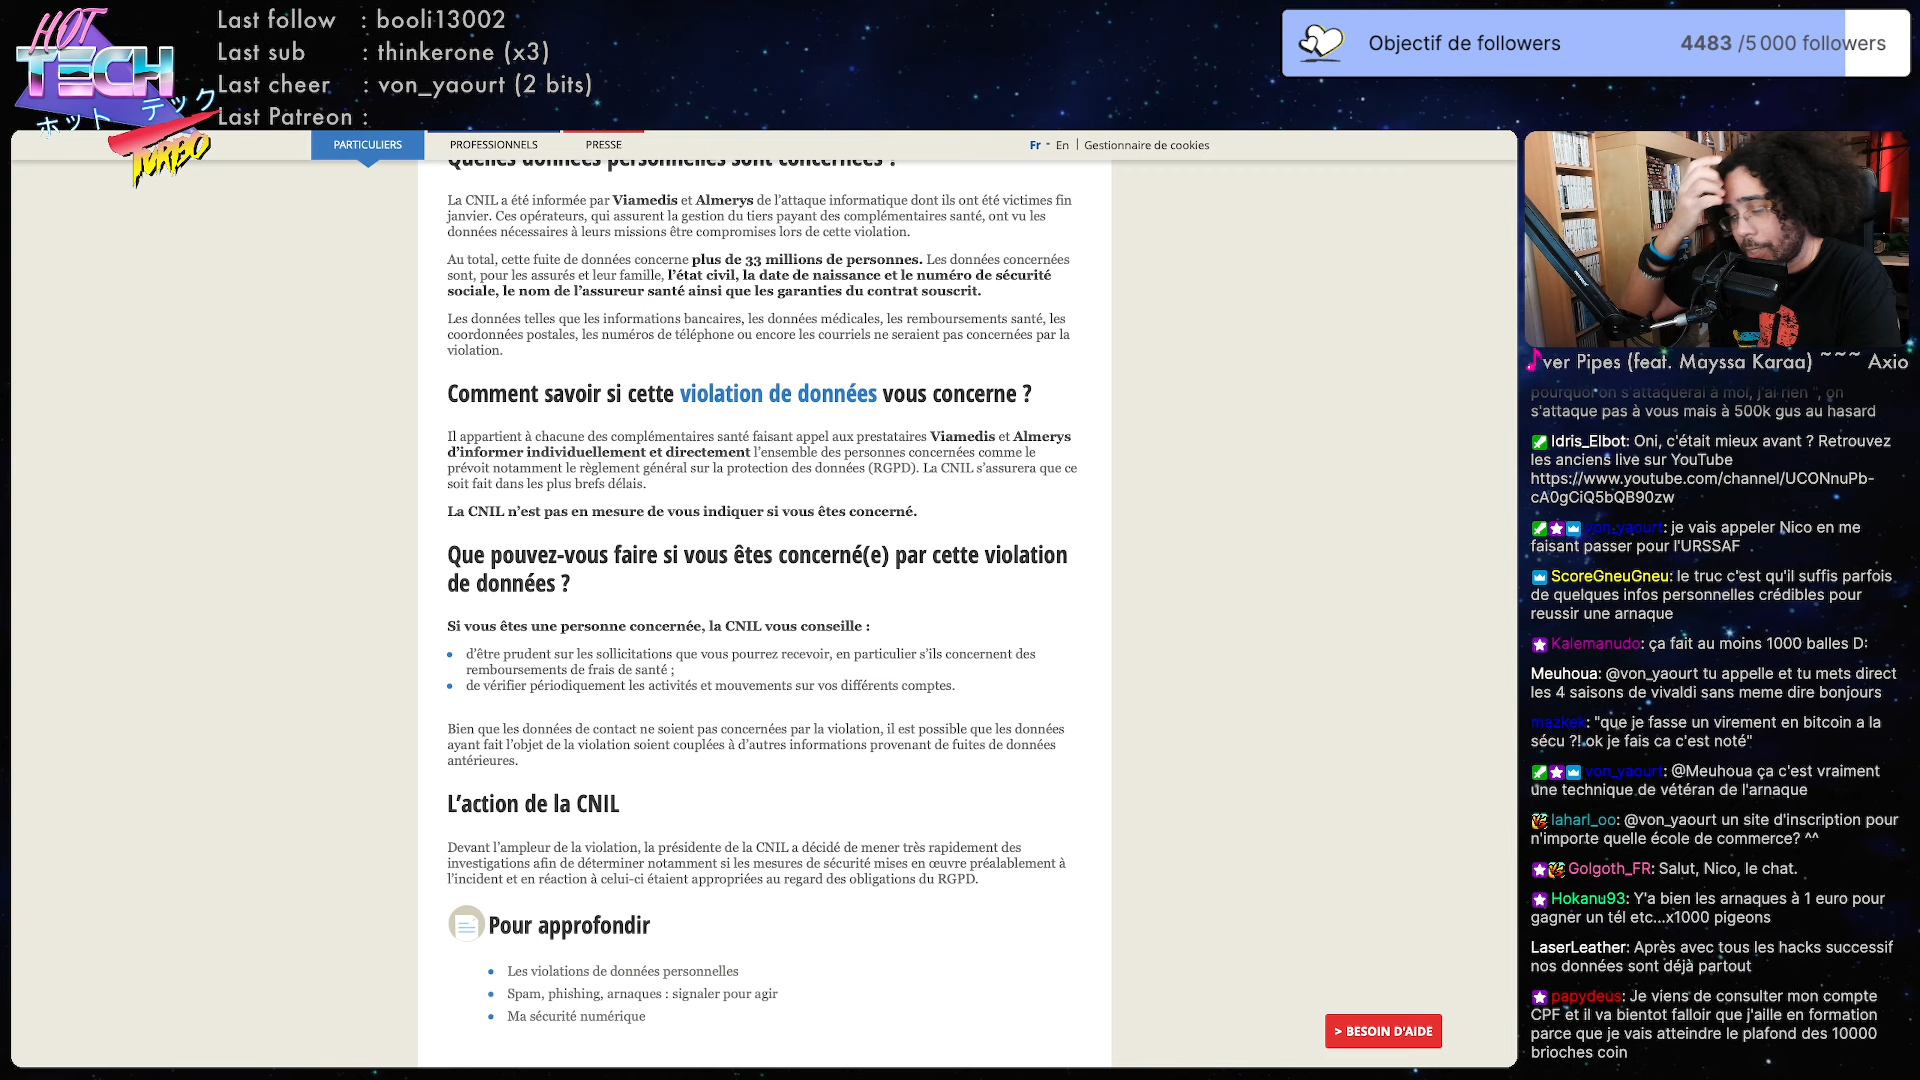 HOT
TECH
ホット テック
TURBO
Last follow : booli13002
Last sub : thinkerone (x3)
Last cheer : von_yaourt (2 bits)
Last Patreon :
Objectif de followers 4483 /5 000 followers
PARTICULIERS PROFESSIONNELS PRESSE Fr - En | Gestionnaire de cookies
Quelles données personnelles sont concernées ?
La CNIL a été informée par Viamedis et Almerys de l’attaque informatique dont ils ont été victimes fin
janvier. Ces opérateurs, qui assurent la gestion du tiers payant des complémentaires santé, ont vu les
données nécessaires à leurs missions être compromises lors de cette violation.
Au total, cette fuite de données concerne plus de 33 millions de personnes. Les données concernées
sont, pour les assurés et leur famille, l’état civil, la date de naissance et le numéro de sécurité
sociale, le nom de l’assureur santé ainsi que les garanties du contrat souscrit.
Les données telles que les informations bancaires, les données médicales, les remboursements santé, les
coordonnées postales, les numéros de téléphone ou encore les courriels ne seraient pas concernées par la
violation.
Comment savoir si cette violation de données vous concerne ?
Il appartient à chacune des complémentaires santé faisant appel aux prestataires Viamedis et Almerys
d’informer individuellement et directement l’ensemble des personnes concernées comme le
prévoit notamment le règlement général sur la protection des données (RGPD). La CNIL s’assurera que ce
soit fait dans les plus brefs délais.
La CNIL n’est pas en mesure de vous indiquer si vous êtes concerné.
Que pouvez-vous faire si vous êtes concerné(e) par cette violation
de données ?
Si vous êtes une personne concernée, la CNIL vous conseille :
d’être prudent sur les sollicitations que vous pourrez recevoir, en particulier s’ils concernent des
remboursements de frais de santé ;
de vérifier périodiquement les activités et mouvements sur vos différents comptes.
Bien que les données de contact ne soient pas concernées par la violation, il est possible que les données
ayant fait l’objet de la violation soient couplées à d’autres informations provenant de fuites de données
antérieures.
L’action de la CNIL
Devant l’ampleur de la violation, la présidente de la CNIL a décidé de mener très rapidement des
investigations afin de déterminer notamment si les mesures de sécurité mises en œuvre préalablement à
l’incident et en réaction à celui-ci étaient appropriées au regard des obligations du RGPD.
Pour approfondir
Les violations de données personnelles
Spam, phishing, arnaques : signaler pour agir
Ma sécurité numérique
> BESOIN D'AIDE
ver Pipes (feat. Mayssa Karaa) ~~~ Axio
pourquoi on s'attaquerai à moi, j'ai rien ", on
s'attaque pas à vous mais à 500k gus au hasard
Idris_Elbot: Oni, c'était mieux avant ? Retrouvez
les anciens live sur YouTube
https://www.youtube.com/channel/UCONnuPb-
cA0gCiQ5bQB90zw
von_yaourt: je vais appeler Nico en me
faisant passer pour l'URSSAF
ScoreGneuGneu: le truc c'est qu'il suffis parfois
de quelques infos personnelles crédibles pour
reussir une arnaque
Kalemanudo: ça fait au moins 1000 balles D:
Meuhoua: @von_yaourt tu appelle et tu mets direct
les 4 saisons de vivaldi sans meme dire bonjours
mazkek: "que je fasse un virement en bitcoin a la
sécu ?! ok je fais ca c'est noté"
von_yaourt: @Meuhoua ça c'est vraiment
une technique de vétéran de l'arnaque
laharl_oo: @von_yaourt un site d'inscription pour
n'importe quelle école de commerce? ^^
Golgoth_FR: Salut, Nico, le chat.
Hokanu93: Y'a bien les arnaques à 1 euro pour
gagner un tél etc...x1000 pigeons
LaserLeather: Après avec tous les hacks successif
nos données sont déjà partout
papydeus: Je viens de consulter mon compte
CPF et il va bientot falloir que j'aille en formation
parce que je vais atteindre le plafond des 10000
brioches coin